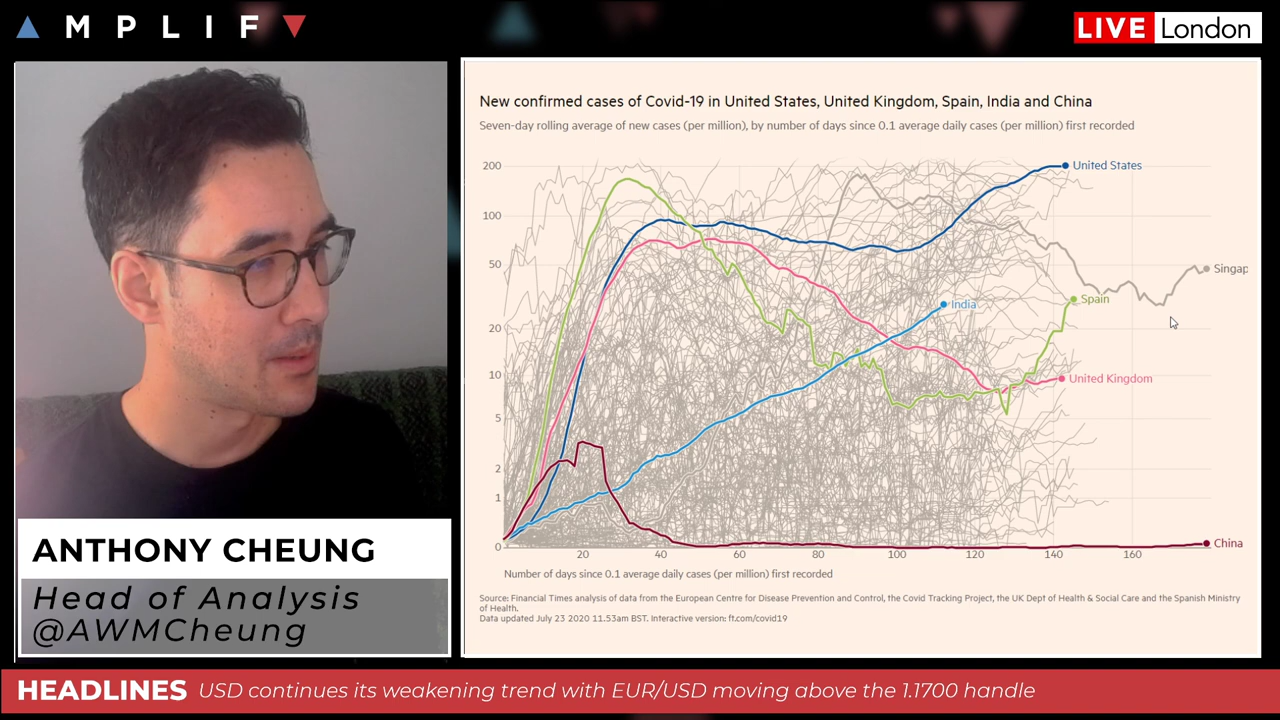 AMPLIFY
LIVE London
New confirmed cases of Covid-19 in United States, United Kingdom, Spain, India and China
Seven-day rolling average of new cases (per million), by number of days since 0.1 average daily cases (per million) first recorded
200
100
50
20
10
5
2
1
0
United States
Singap
India
Spain
United Kingdom
China
20 40 60 80 100 120 140 160
Number of days since 0.1 average daily cases (per million) first recorded
Source: Financial Times analysis of data from the European Centre for Disease Prevention and Control, the Covid Tracking Project, the UK Dept of Health & Social Care and the Spanish Ministry
of Health.
Data updated July 23 2020 11.53am BST. Interactive version: ft.com/covid19
ANTHONY CHEUNG
Head of Analysis
@AWMCheung
HEADLINES USD continues its weakening trend with EUR/USD moving above the 1.1700 handle